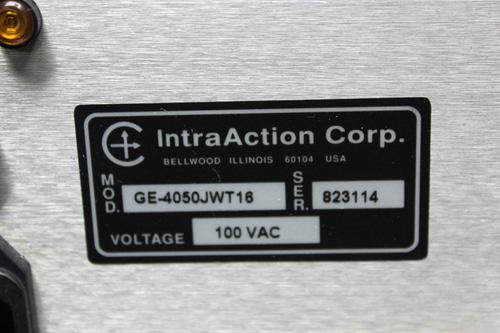 IntraAction Corp.
BELLWOOD ILLINOIS 60104 USA
MOD. GE-4050JWT16 SER. 823114
VOLTAGE 100 VAC